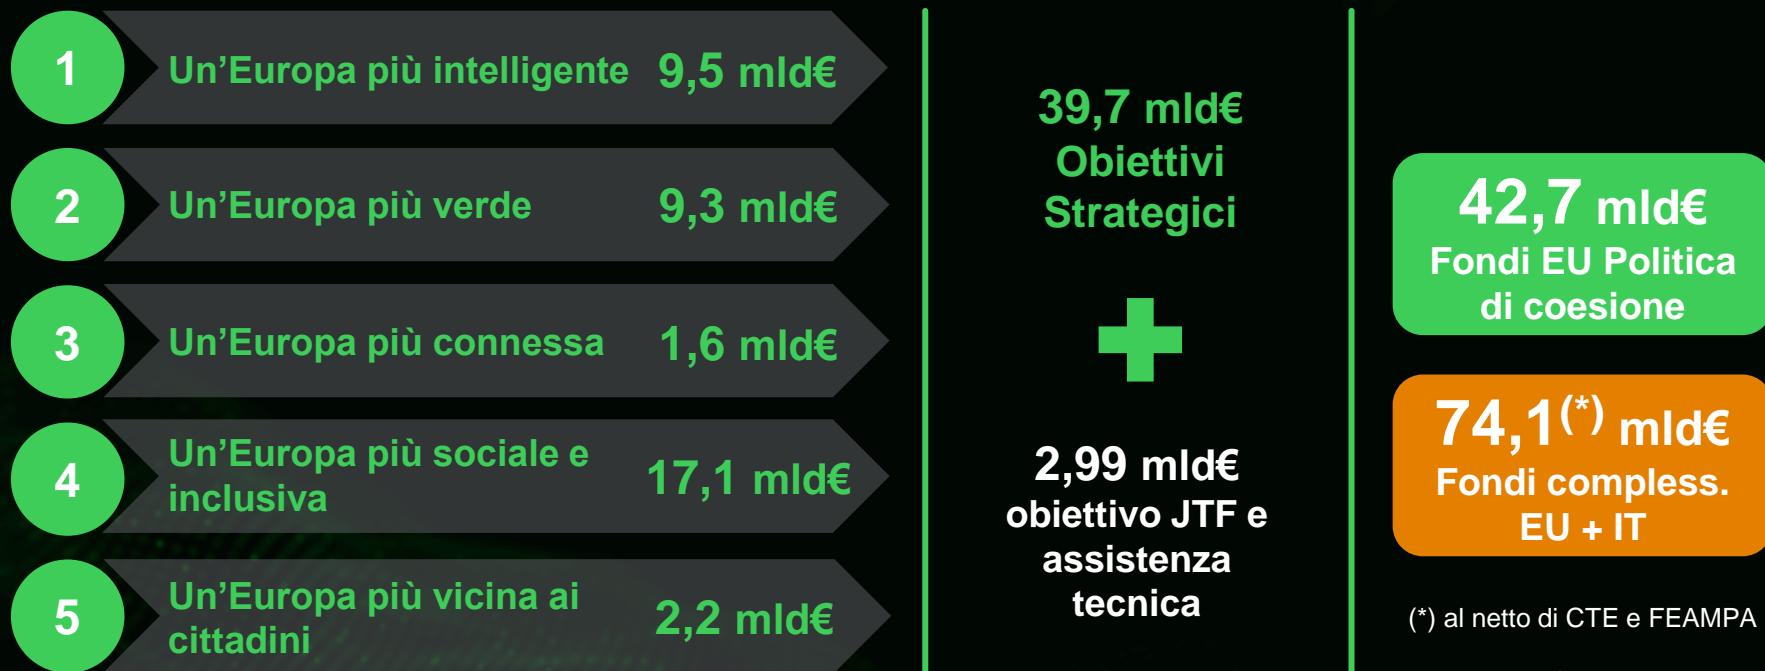 1
Un’Europa più intelligente 9,5 mld€
2
Un’Europa più verde 9,3 mld€
3
Un’Europa più connessa 1,6 mld€
4
Un’Europa più sociale e
inclusiva
17,1 mld€
5
Un’Europa più vicina ai
cittadini
2,2 mld€
39,7 mld€
Obiettivi
Strategici
2,99 mld€
obiettivo JTF e
assistenza
tecnica
42,7 mld€
Fondi EU Politica
di coesione
74,1(*) mld€
Fondi compless.
EU + IT
(*) al netto di CTE e FEAMPA